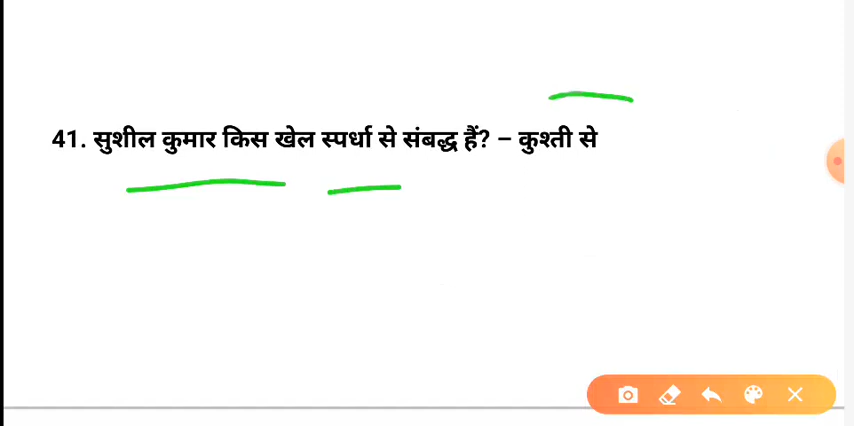 41. सुशील कुमार किस खेल स्पर्धा से संबद्ध हैं? – कुश्ती से